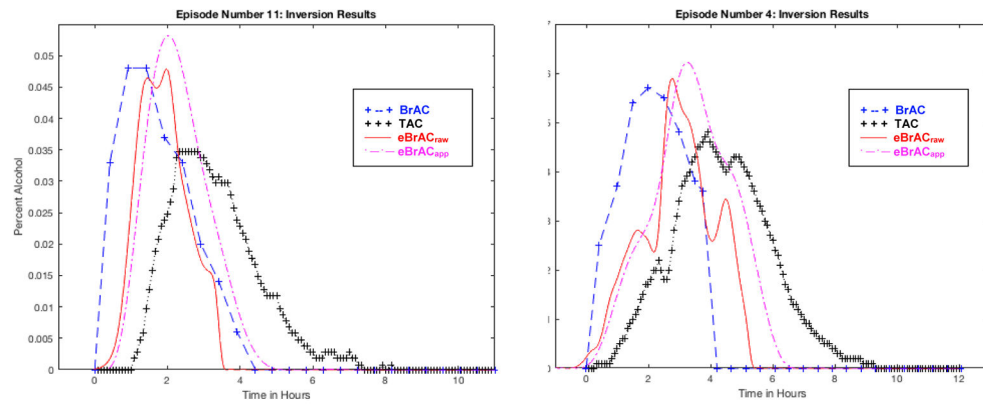 Episode Number 11: Inversion Results
0.05
0.045
0.04
0.035
0.03
0.025
0.02
0.015
0.01
0.005
0
Percent Alcohol
+ -- + BrAC
+ ··· + TAC
eBrACraw
eBrACapp
0 2 4 6 8 10
Time in Hours
Episode Number 4: Inversion Results
+ -- + BrAC
+ ··· + TAC
eBrACraw
eBrACapp
0 2 4 6 8 10 12
Time in Hours